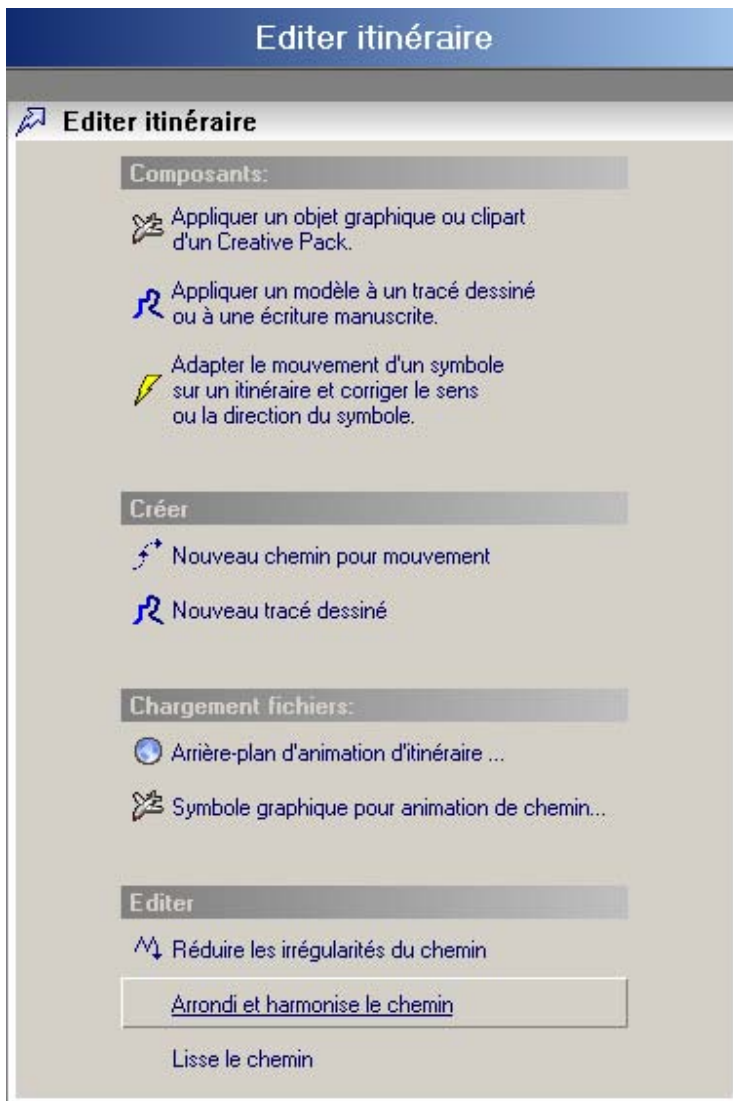 Editer itinéraire
Editer itinéraire
Composants:
Appliquer un objet graphique ou clipart
d'un Creative Pack.
Appliquer un modèle à un tracé dessiné
ou à une écriture manuscrite.
Adapter le mouvement d'un symbole
sur un itinéraire et corriger le sens
ou la direction du symbole.
Créer
Nouveau chemin pour mouvement
Nouveau tracé dessiné
Chargement fichiers:
Arrière-plan d'animation d'itinéraire ...
Symbole graphique pour animation de chemin...
Editer
Réduire les irrégularités du chemin
Arrondi et harmonise le chemin
Lisse le chemin